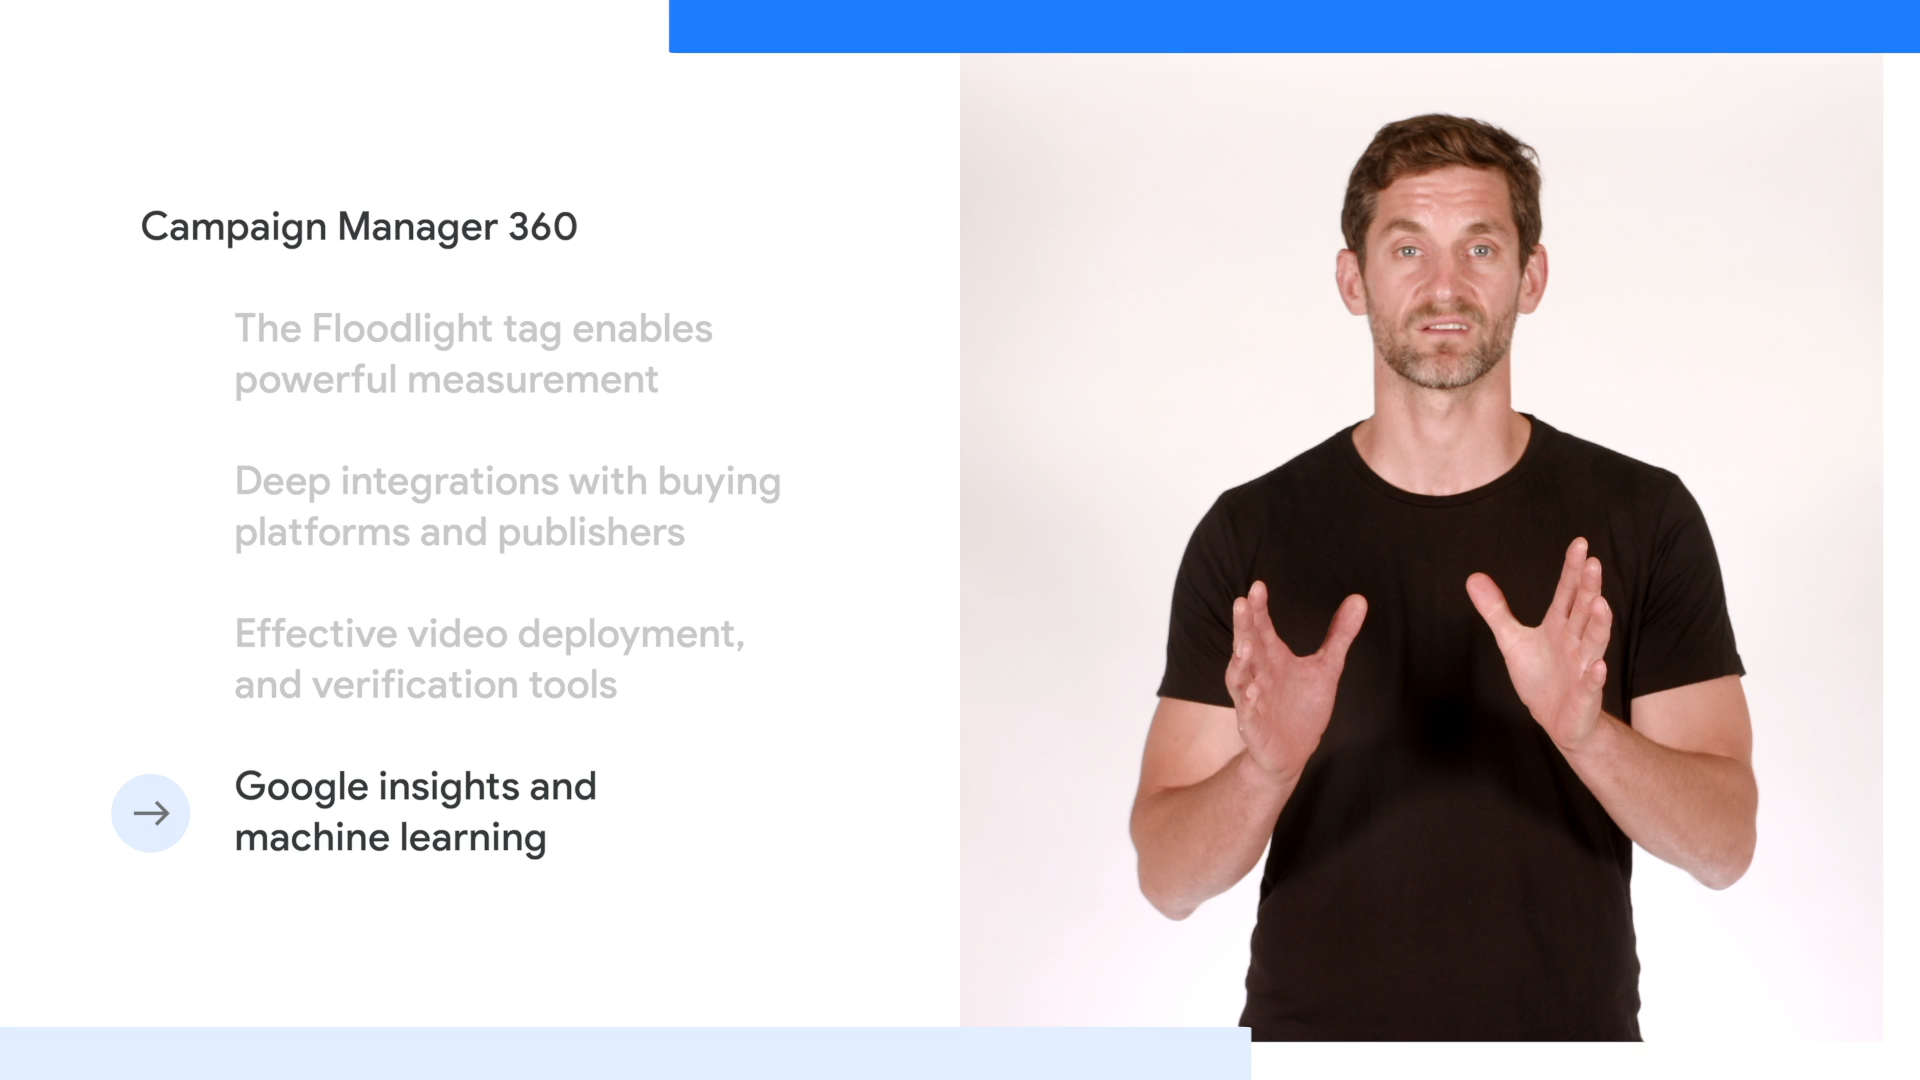 Campaign Manager 360
The Floodlight tag enables
powerful measurement
Deep integrations with buying
platforms and publishers
Effective video deployment,
and verification tools
Google insights and
machine learning